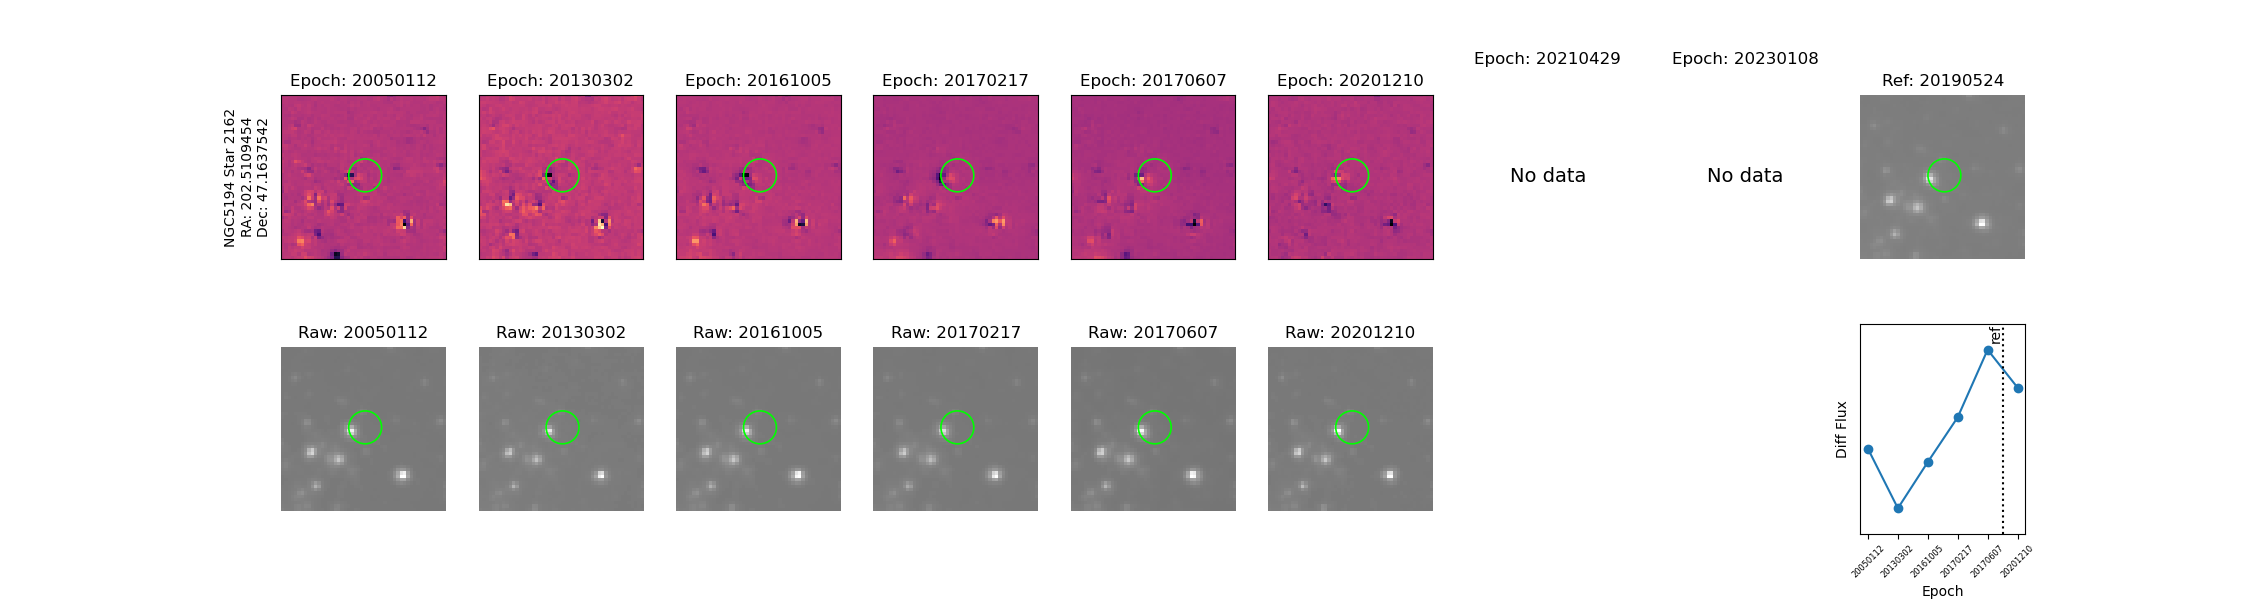 Epoch: 20050112
Epoch: 20130302
Epoch: 20161005
Epoch: 20170217
Epoch: 20170607
Epoch: 20201210
Epoch: 20210429
Epoch: 20230108
Ref: 20190524
NGC5194 Star 2162
RA: 202.5109454
Dec: 47.1637542
No data
No data
Raw: 20050112
Raw: 20130302
Raw: 20161005
Raw: 20170217
Raw: 20170607
Raw: 20201210
ref
Diff Flux
20050112
20130302
20161005
20170217
20170607
20201210
Epoch